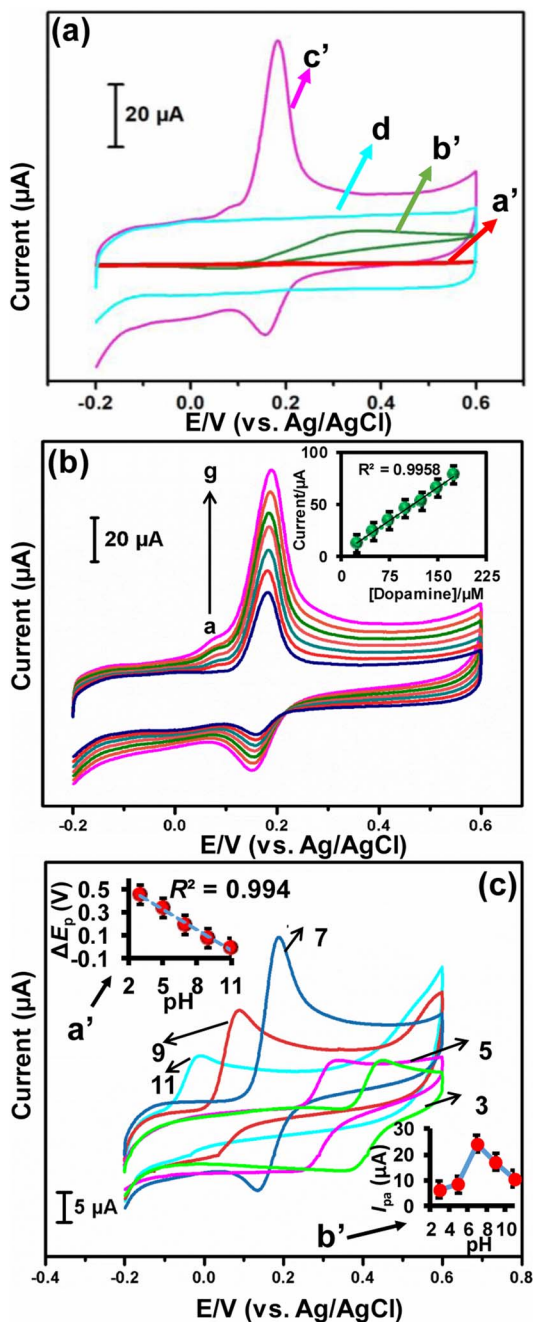 (a)
c'
20 µA
d
b'
a'
Current (µA)
-0.2 0.0 0.2 0.4 0.6
E/V (vs. Ag/AgCl)
(b)
g
20 µA
a
Current/µA
100
50
0
R² = 0.9958
0 75 150 225
[Dopamine]/µM
Current (µA)
-0.2 0.0 0.2 0.4 0.6
E/V (vs. Ag/AgCl)
(c)
ΔEp (V)
0.5
0.3
0.1
-0.1
R² = 0.994
2 5 8 11
pH
a'
7
9
11
5
3
Current (µA)
5 µA
Ipa (µA)
30
20
10
0
2 4 6 8 10
pH
b'
-0.4 -0.2 0.0 0.2 0.4 0.6 0.8
E/V (vs. Ag/AgCl)